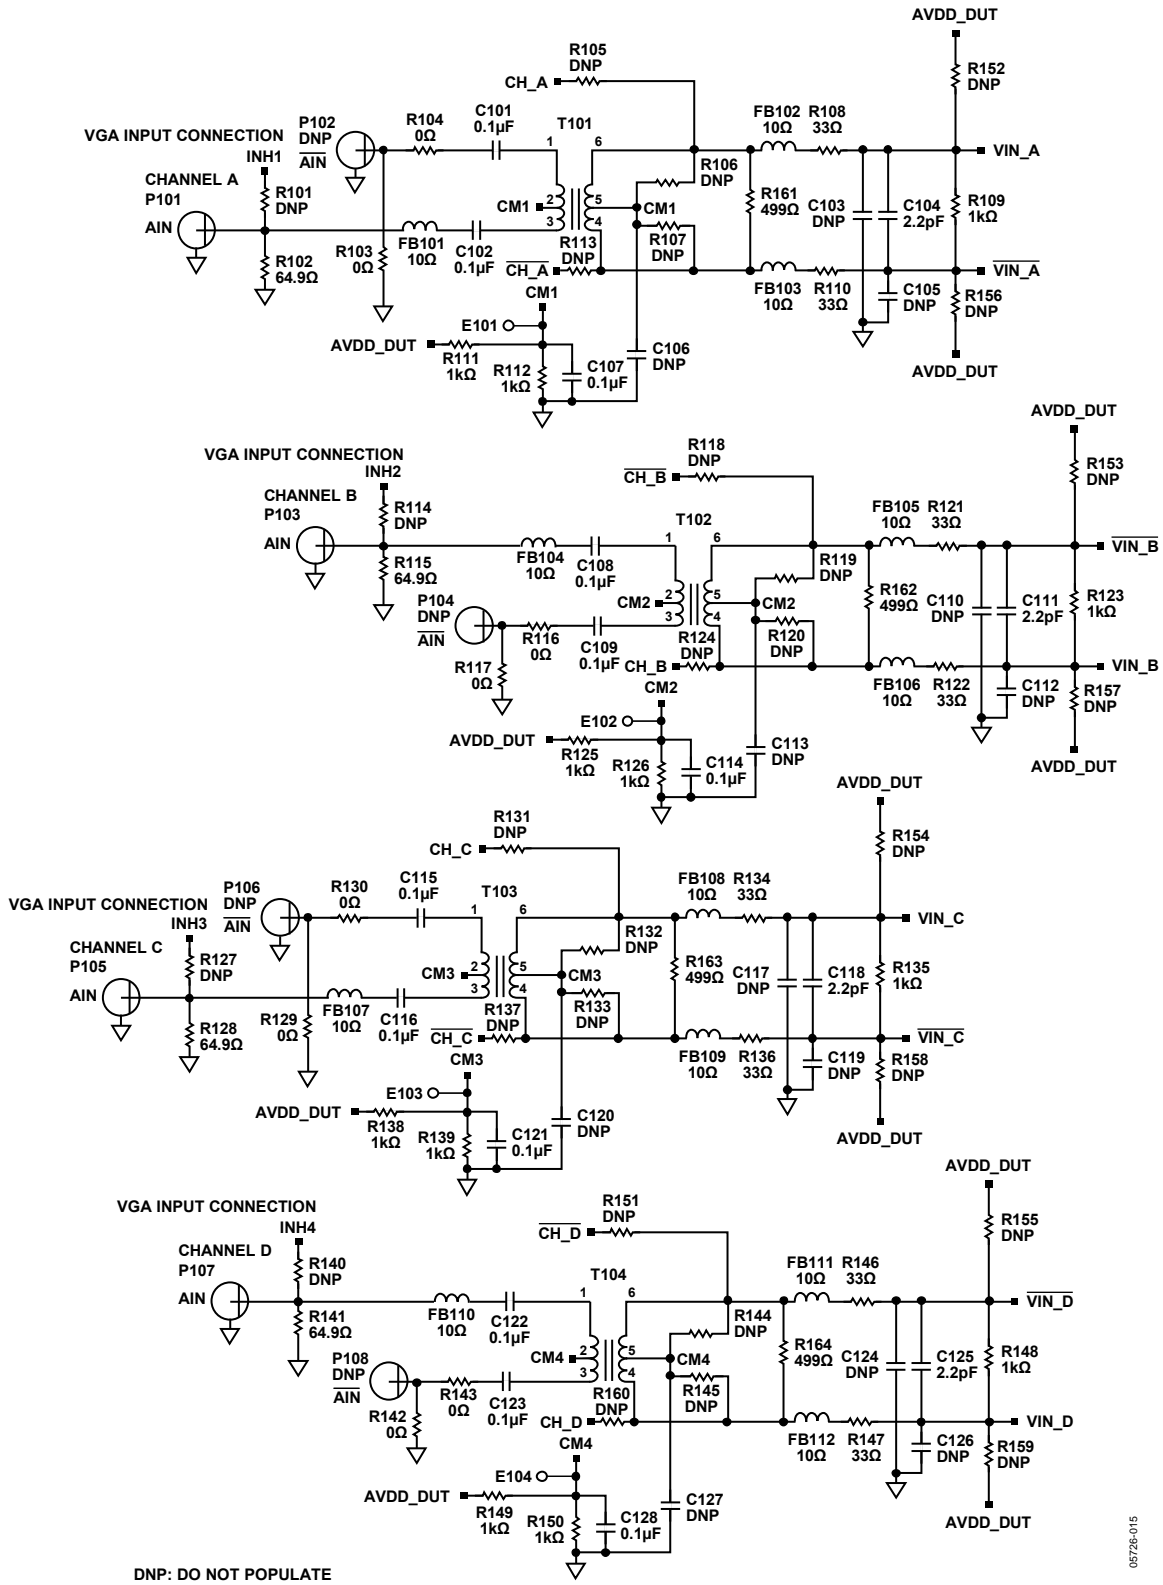 AVDD_DUT
R105
DNP
CH_A
R152
DNP
VGA INPUT CONNECTION
INH1
P102
DNP
AIN
R104
0Ω
C101
0.1µF
T101
1
6
FB102
10Ω
R108
33Ω
VIN_A
CHANNEL A
P101
AIN
R101
DNP
R106
DNP
CM1
2
5
CM1
3
4
R161
499Ω
C103
DNP
C104
2.2pF
R109
1kΩ
R102
64.9Ω
R103
0Ω
FB101
10Ω
C102
0.1µF
R113
DNP
CH_A
R107
DNP
FB103
10Ω
R110
33Ω
C105
DNP
VIN_A
R156
DNP
CM1
E101
AVDD_DUT
R111
1kΩ
R112
1kΩ
C107
0.1µF
C106
DNP
AVDD_DUT
AVDD_DUT
R118
DNP
CH_B
R153
DNP
VGA INPUT CONNECTION
INH2
CHANNEL B
P103
AIN
R114
DNP
R115
64.9Ω
FB104
10Ω
C108
0.1µF
T102
1
6
FB105
10Ω
R121
33Ω
VIN_B
R119
DNP
P104
DNP
AIN
CM2
2
5
CM2
3
4
R162
499Ω
C110
DNP
C111
2.2pF
R123
1kΩ
R116
0Ω
C109
0.1µF
R117
0Ω
R124
DNP
CH_B
R120
DNP
FB106
10Ω
R122
33Ω
C112
DNP
VIN_B
R157
DNP
CM2
E102
AVDD_DUT
R125
1kΩ
R126
1kΩ
C114
0.1µF
C113
DNP
AVDD_DUT
AVDD_DUT
R131
DNP
CH_C
R154
DNP
VGA INPUT CONNECTION
INH3
P106
DNP
AIN
R130
0Ω
C115
0.1µF
T103
1
6
FB108
10Ω
R134
33Ω
VIN_C
CHANNEL C
P105
AIN
R127
DNP
R132
DNP
CM3
2
5
CM3
3
4
R163
499Ω
C117
DNP
C118
2.2pF
R135
1kΩ
R128
64.9Ω
R129
0Ω
FB107
10Ω
C116
0.1µF
R137
DNP
CH_C
R133
DNP
FB109
10Ω
R136
33Ω
C119
DNP
VIN_C
R158
DNP
CM3
E103
AVDD_DUT
R138
1kΩ
R139
1kΩ
C121
0.1µF
C120
DNP
AVDD_DUT
AVDD_DUT
R151
DNP
CH_D
R155
DNP
VGA INPUT CONNECTION
INH4
CHANNEL D
P107
AIN
R140
DNP
R141
64.9Ω
FB110
10Ω
C122
0.1µF
T104
1
6
FB111
10Ω
R146
33Ω
VIN_D
R144
DNP
P108
DNP
AIN
CM4
2
5
CM4
3
4
R164
499Ω
C124
DNP
C125
2.2pF
R148
1kΩ
R143
0Ω
C123
0.1µF
R142
0Ω
R160
DNP
CH_D
R145
DNP
FB112
10Ω
R147
33Ω
C126
DNP
VIN_D
R159
DNP
CM4
E104
AVDD_DUT
R149
1kΩ
R150
1kΩ
C128
0.1µF
C127
DNP
AVDD_DUT
DNP: DO NOT POPULATE
05726-015